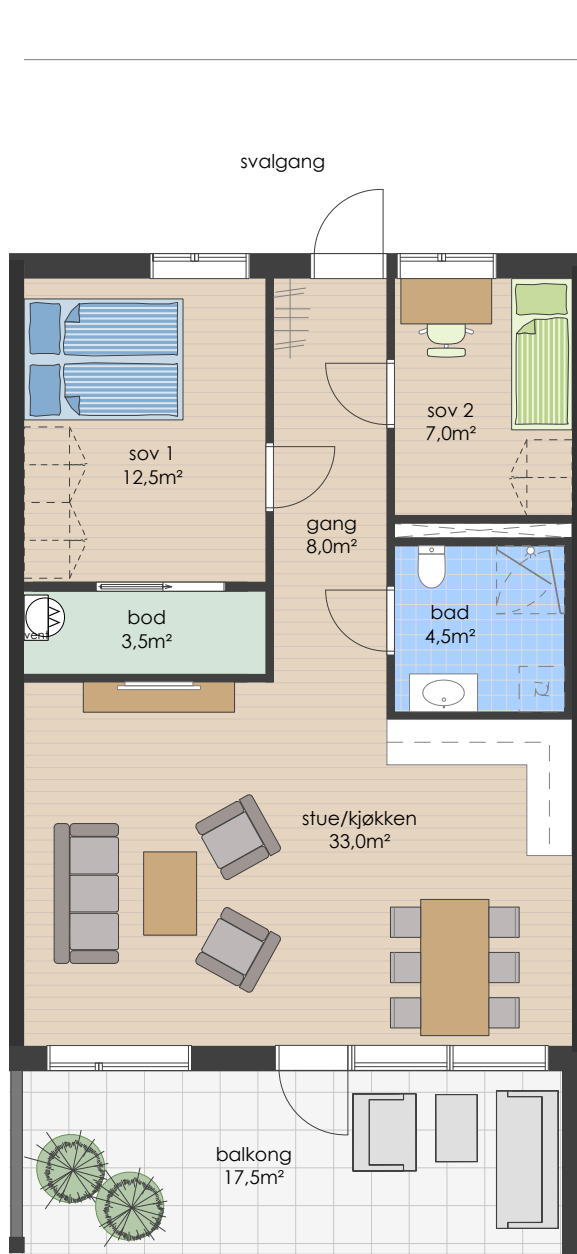 svalgang
sov 1
12,5m²
sov 2
7,0m²
gang
8,0m²
bod
3,5m²
vent
bad
4,5m²
stue/kjøkken
33,0m²
balkong
17,5m²